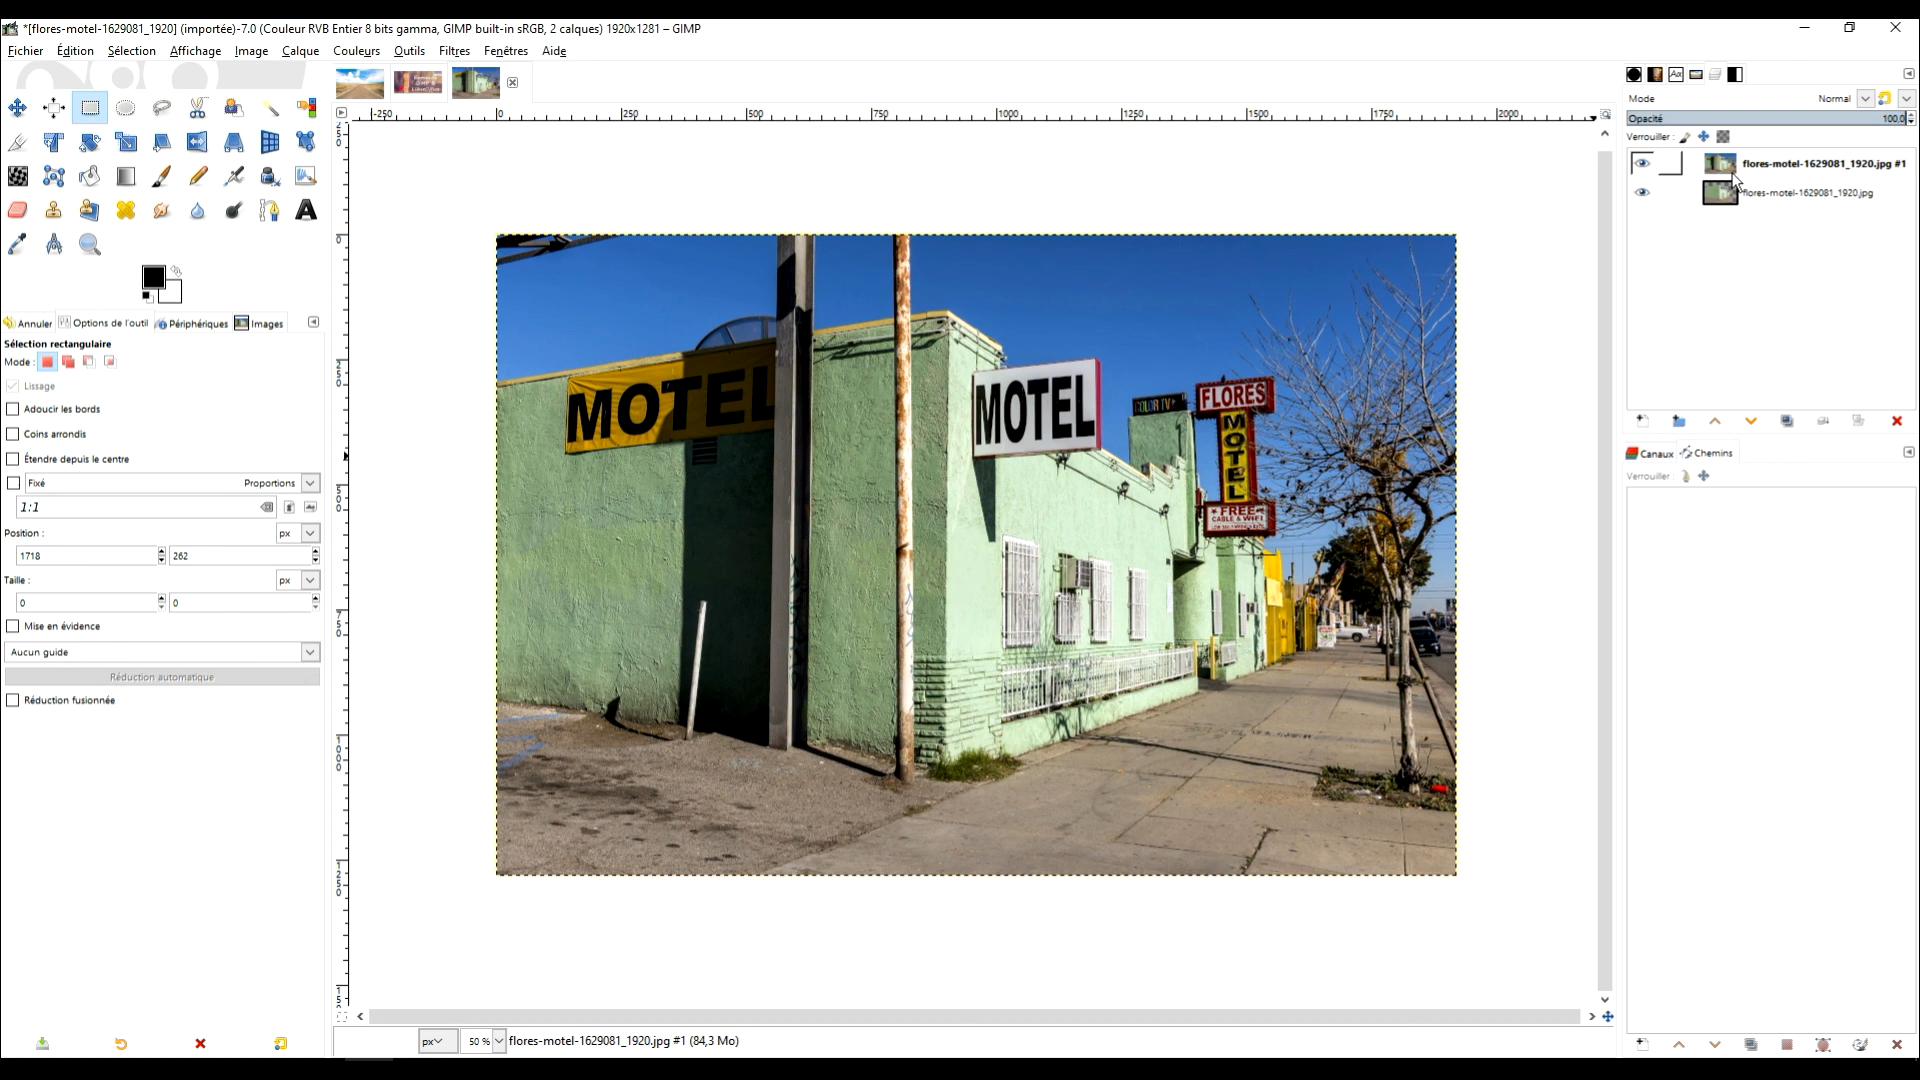 *[flores-motel-1629081_1920] (importée)-7.0 (Couleur RVB Entier 8 bits gamma, GIMP built-in sRGB, 2 calques) 1920x1281 – GIMP
Fichier Édition Sélection Affichage Image Calque Couleurs Outils Filtres Fenêtres Aide
Annuler Options de l'outil Périphériques Images
Sélection rectangulaire
Mode :
Lissage
Adoucir les bords
Coins arrondis
Étendre depuis le centre
Fixé Proportions
1:1
Position : px
1718 262
Taille : px
0 0
Mise en évidence
Aucun guide
Réduction automatique
Réduction fusionnée
-250 0 250 500 750 1000 1250 1500 1750 2000
0
250
500
750
1000
1250
MOTEL
MOTEL
COLOR TV
FLORES
MOTEL
FREE
CABLE & WIFI
px 50 % flores-motel-1629081_1920.jpg #1 (84,3 Mo)
Mode Normal
Opacité 100,0
Verrouiller :
flores-motel-1629081_1920.jpg #1
flores-motel-1629081_1920.jpg
Canaux Chemins
Verrouiller :